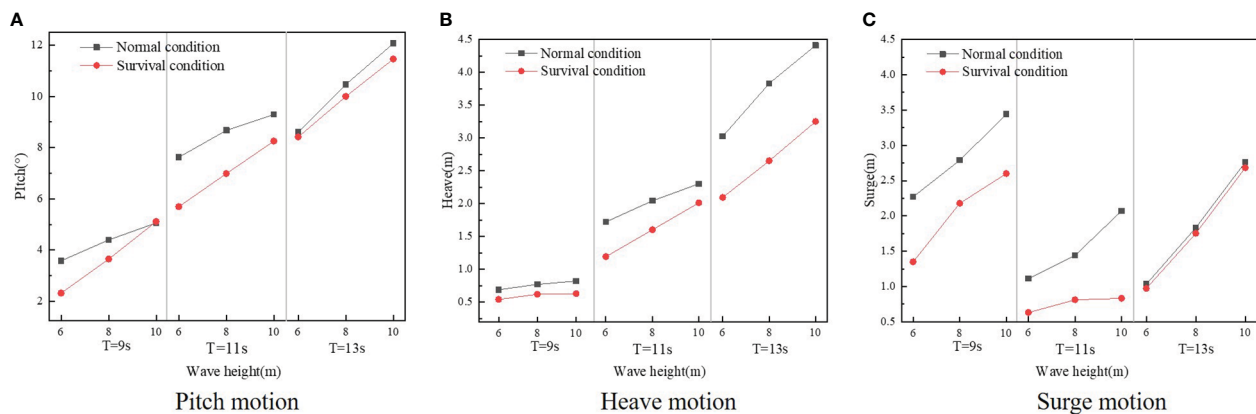 A
Normal condition
Survival condition
PItch(°)
12
10
8
6
4
2
6 8 10 6 8 10 6 8 10
T=9s T=11s T=13s
Wave height(m)
Pitch motion
B
Normal condition
Survival condition
Heave(m)
4.5
4.0
3.5
3.0
2.5
2.0
1.5
1.0
0.5
6 8 10 6 8 10 6 8 10
T=9s T=11s T=13s
Wave height(m)
Heave motion
C
Normal condition
Survival condition
Surge(m)
4.5
4.0
3.5
3.0
2.5
2.0
1.5
1.0
0.5
6 8 10 6 8 10 6 8 10
T=9s T=11s T=13s
Wave height(m)
Surge motion